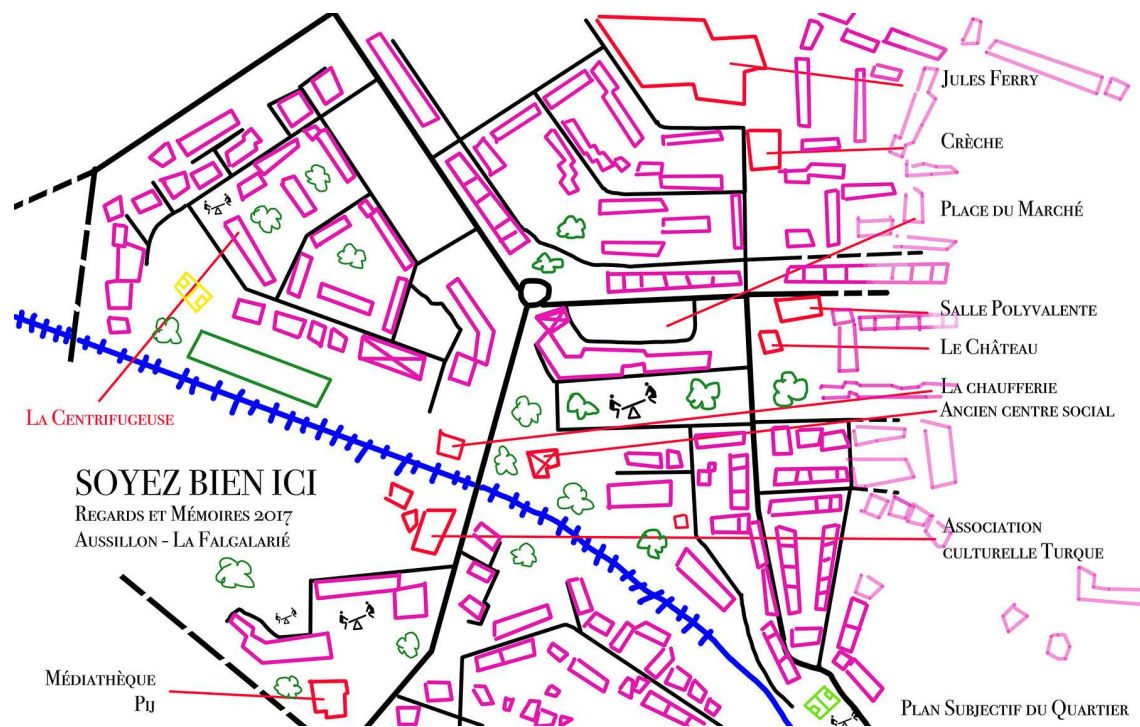 Jules Ferry
Crèche
Place du Marché
Salle Polyvalente
Le Château
La chaufferie
Ancien centre social
La Centrifugeuse
SOYEZ BIEN ICI
Regards et Mémoires 2017
Aussillon - La Falgalarié
Association
culturelle Turque
Médiathèque
Pij
Plan Subjectif du Quartier